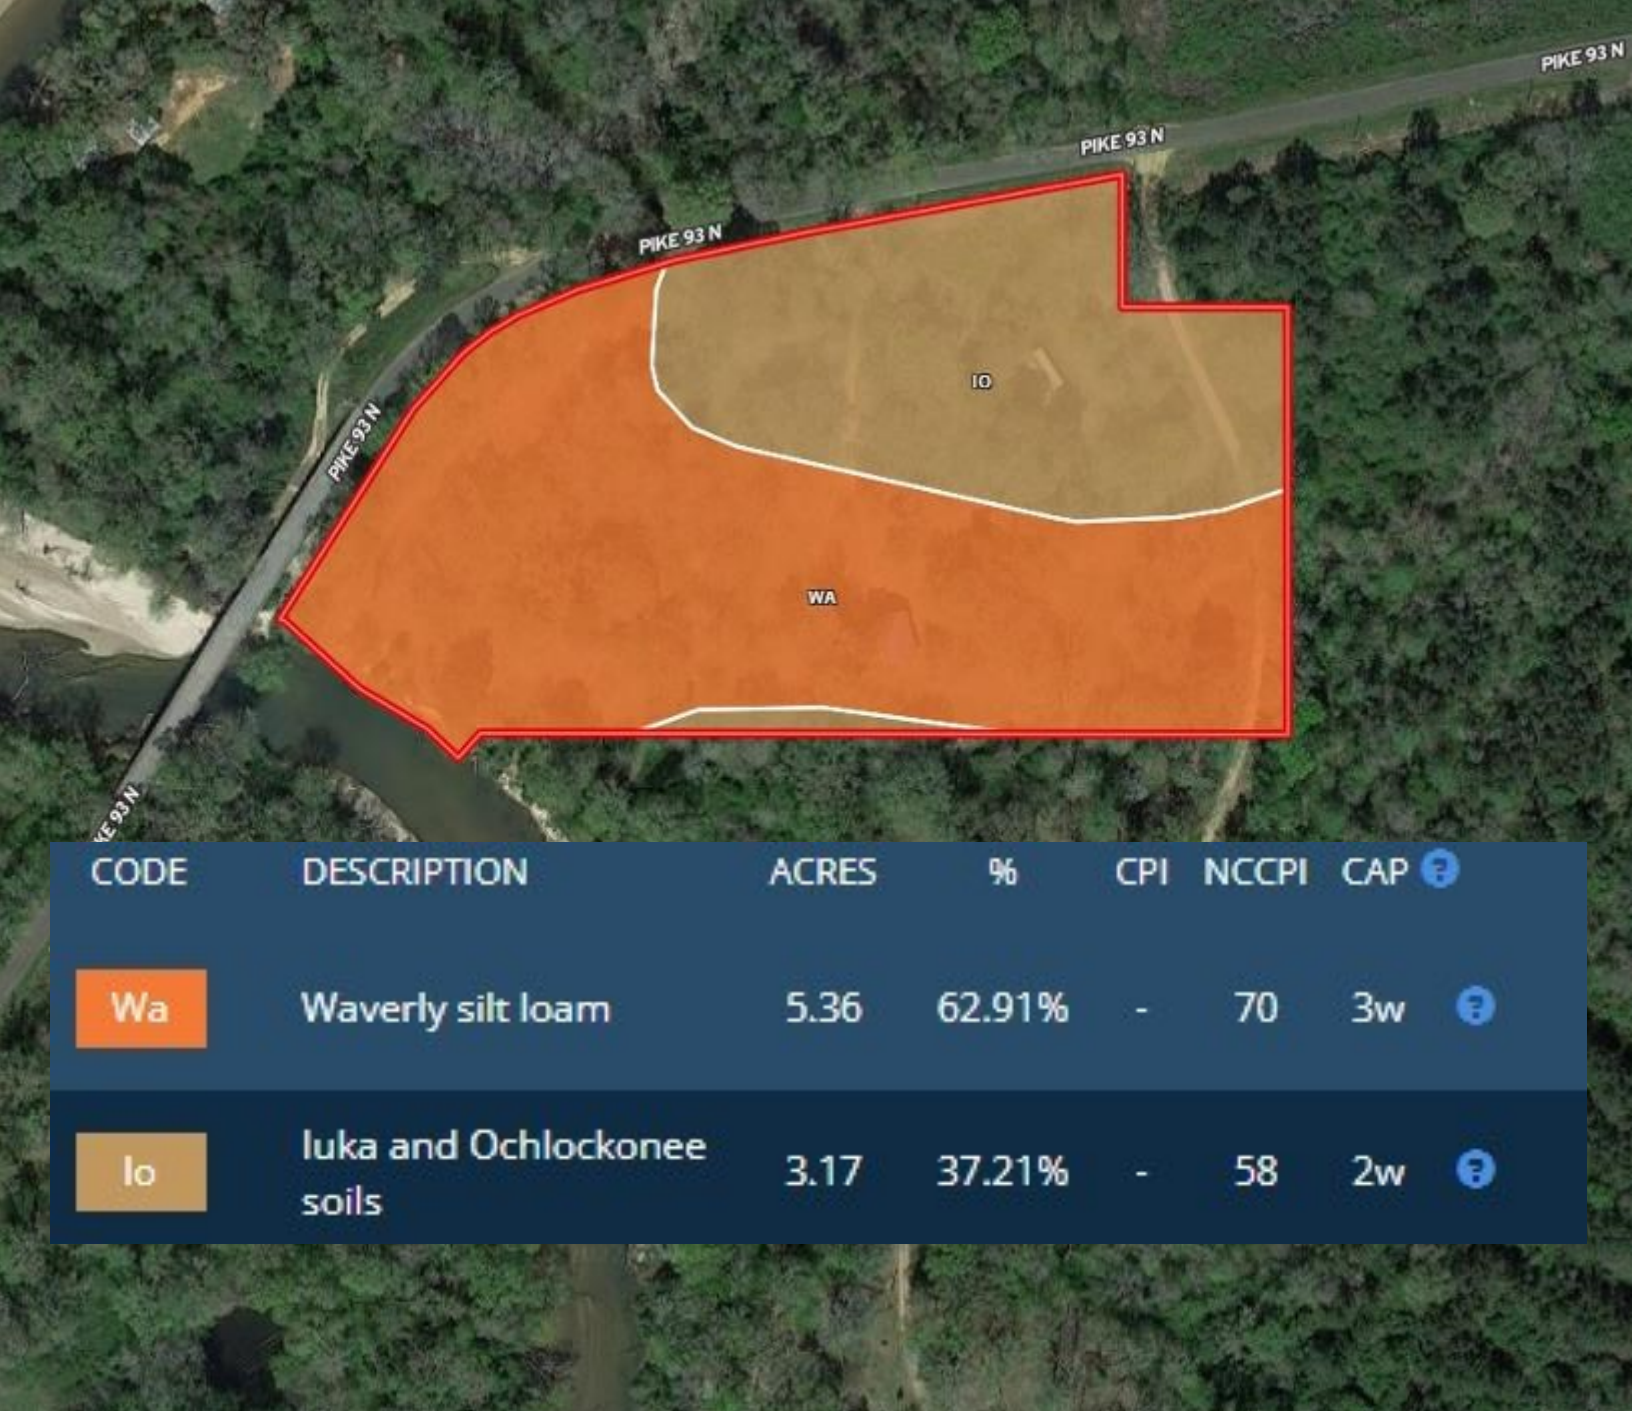 PIKE 93 N
PIKE 93 N
PIKE 93 N
PIKE 93 N
IO
WA
KE 93 N
CODE DESCRIPTION ACRES % CPI NCCPI CAP ?
Wa Waverly silt loam 5.36 62.91% - 70 3w ?
Io Iuka and Ochlockonee soils 3.17 37.21% - 58 2w ?